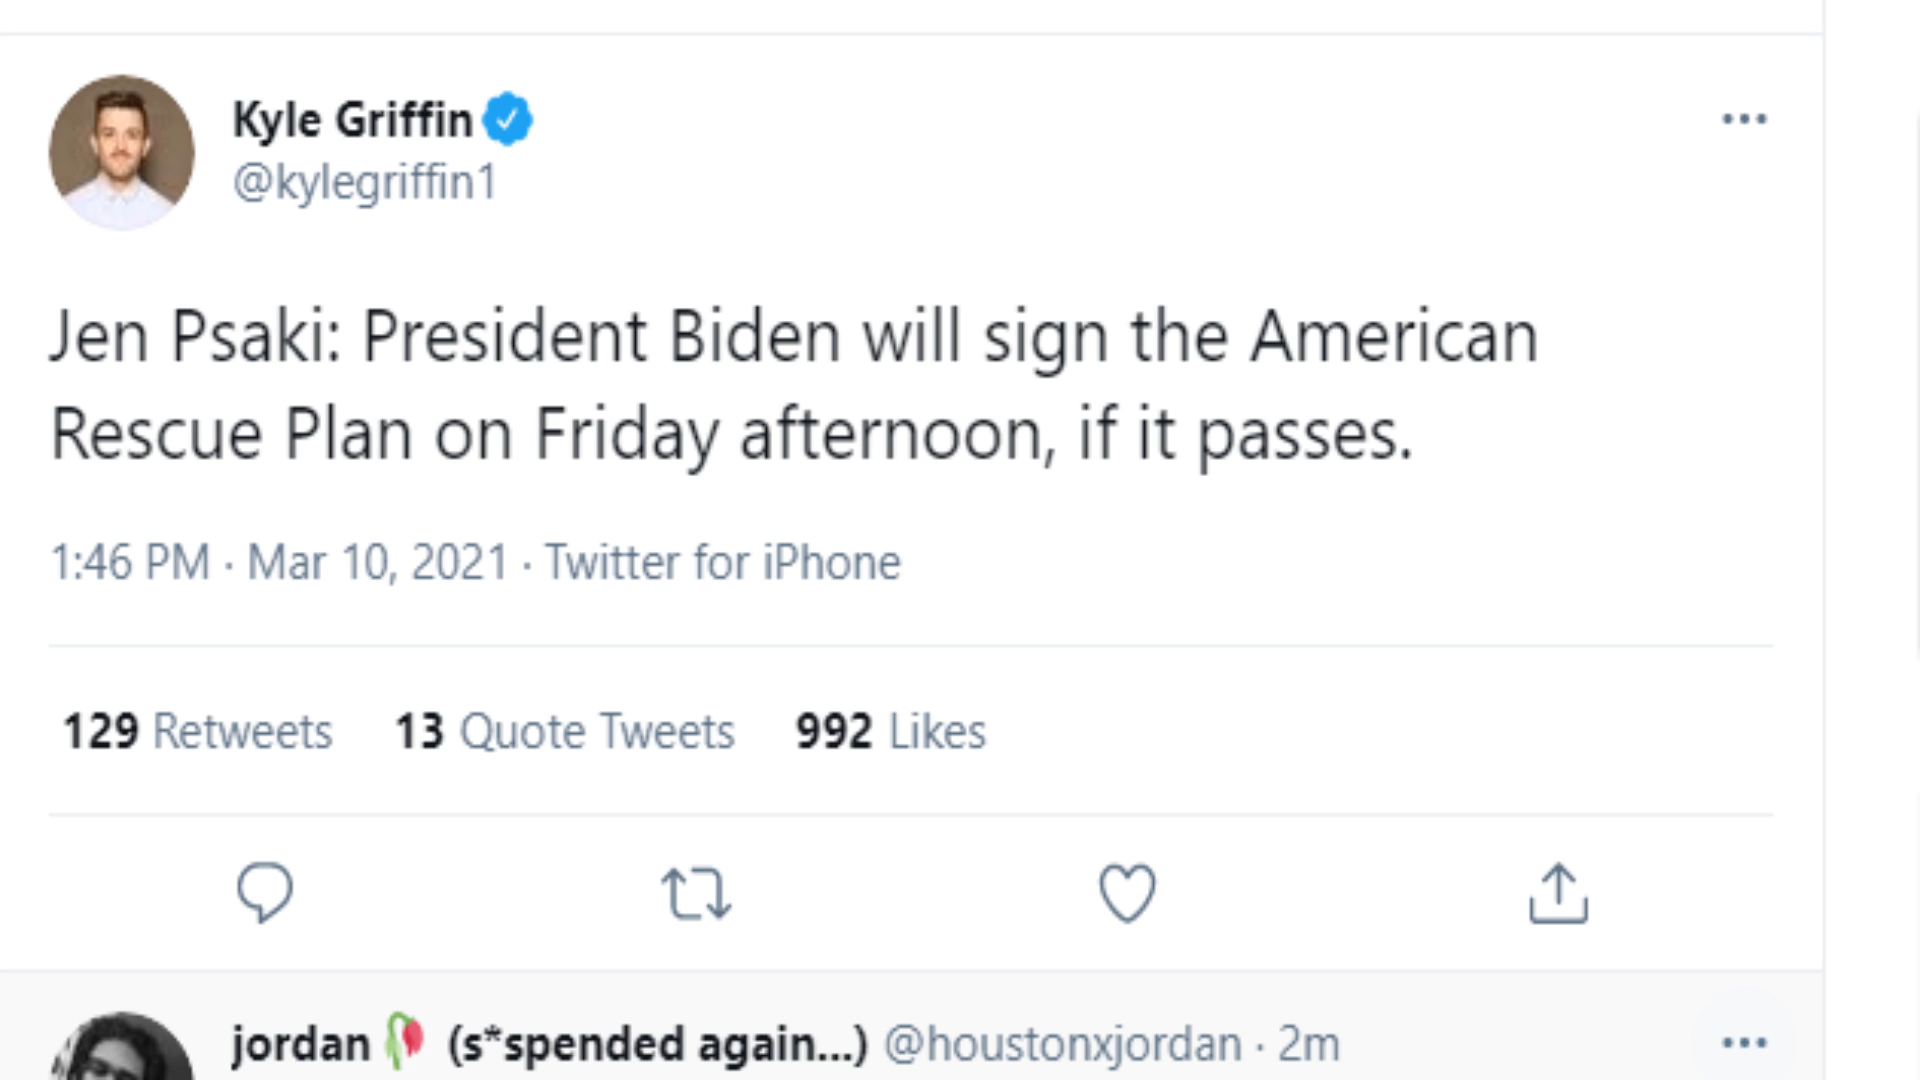 Kyle Griffin
@kylegriffin1
Jen Psaki: President Biden will sign the American
Rescue Plan on Friday afternoon, if it passes.
1:46 PM · Mar 10, 2021 · Twitter for iPhone
129 Retweets 13 Quote Tweets 992 Likes
jordan🥀 (s*spended again...) @houstonxjordan · 2m